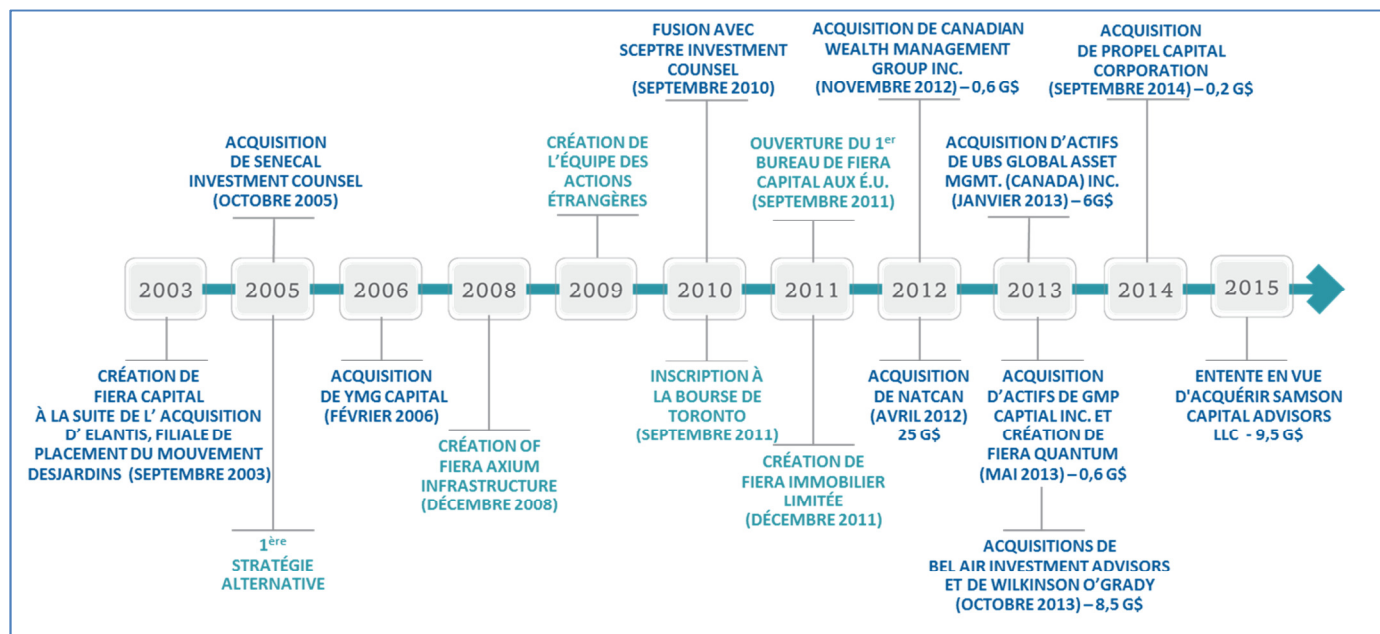 FUSION AVEC
SCEPTRE INVESTMENT
COUNSEL
(SEPTEMBRE 2010)
ACQUISITION DE CANADIAN
WEALTH MANAGEMENT
GROUP INC.
(NOVEMBRE 2012) – 0,6 G$
ACQUISITION
DE PROPEL CAPITAL
CORPORATION
(SEPTEMBRE 2014) – 0,2 G$
ACQUISITION
DE SENECAL
INVESTMENT COUNSEL
(OCTOBRE 2005)
CRÉATION DE
L'ÉQUIPE DES
ACTIONS
ÉTRANGÈRES
OUVERTURE DU 1er
BUREAU DE FIERA
CAPITAL AUX É.U.
(SEPTEMBRE 2011)
ACQUISITION D'ACTIFS
DE UBS GLOBAL ASSET
MGMT. (CANADA) INC.
(JANVIER 2013) – 6G$
2003
2005
2006
2008
2009
2010
2011
2012
2013
2014
2015
CRÉATION DE
FIERA CAPITAL
À LA SUITE DE L' ACQUISITION
D' ELANTIS, FILIALE DE
PLACEMENT DU MOUVEMENT
DESJARDINS (SEPTEMBRE 2003)
1ère
STRATÉGIE
ALTERNATIVE
ACQUISITION
DE YMG CAPITAL
(FÉVRIER 2006)
CRÉATION OF
FIERA AXIUM
INFRASTRUCTURE
(DÉCEMBRE 2008)
INSCRIPTION À
LA BOURSE DE
TORONTO
(SEPTEMBRE 2011)
CRÉATION DE
FIERA IMMOBILIER
LIMITÉE
(DÉCEMBRE 2011)
ACQUISITION
DE NATCAN
(AVRIL 2012)
25 G$
ACQUISITION
D'ACTIFS DE GMP
CAPTIAL INC. ET
CRÉATION DE
FIERA QUANTUM
(MAI 2013) – 0,6 G$
ACQUISITIONS DE
BEL AIR INVESTMENT ADVISORS
ET DE WILKINSON O'GRADY
(OCTOBRE 2013) – 8,5 G$
ENTENTE EN VUE
D'ACQUÉRIR SAMSON
CAPITAL ADVISORS
LLC - 9,5 G$